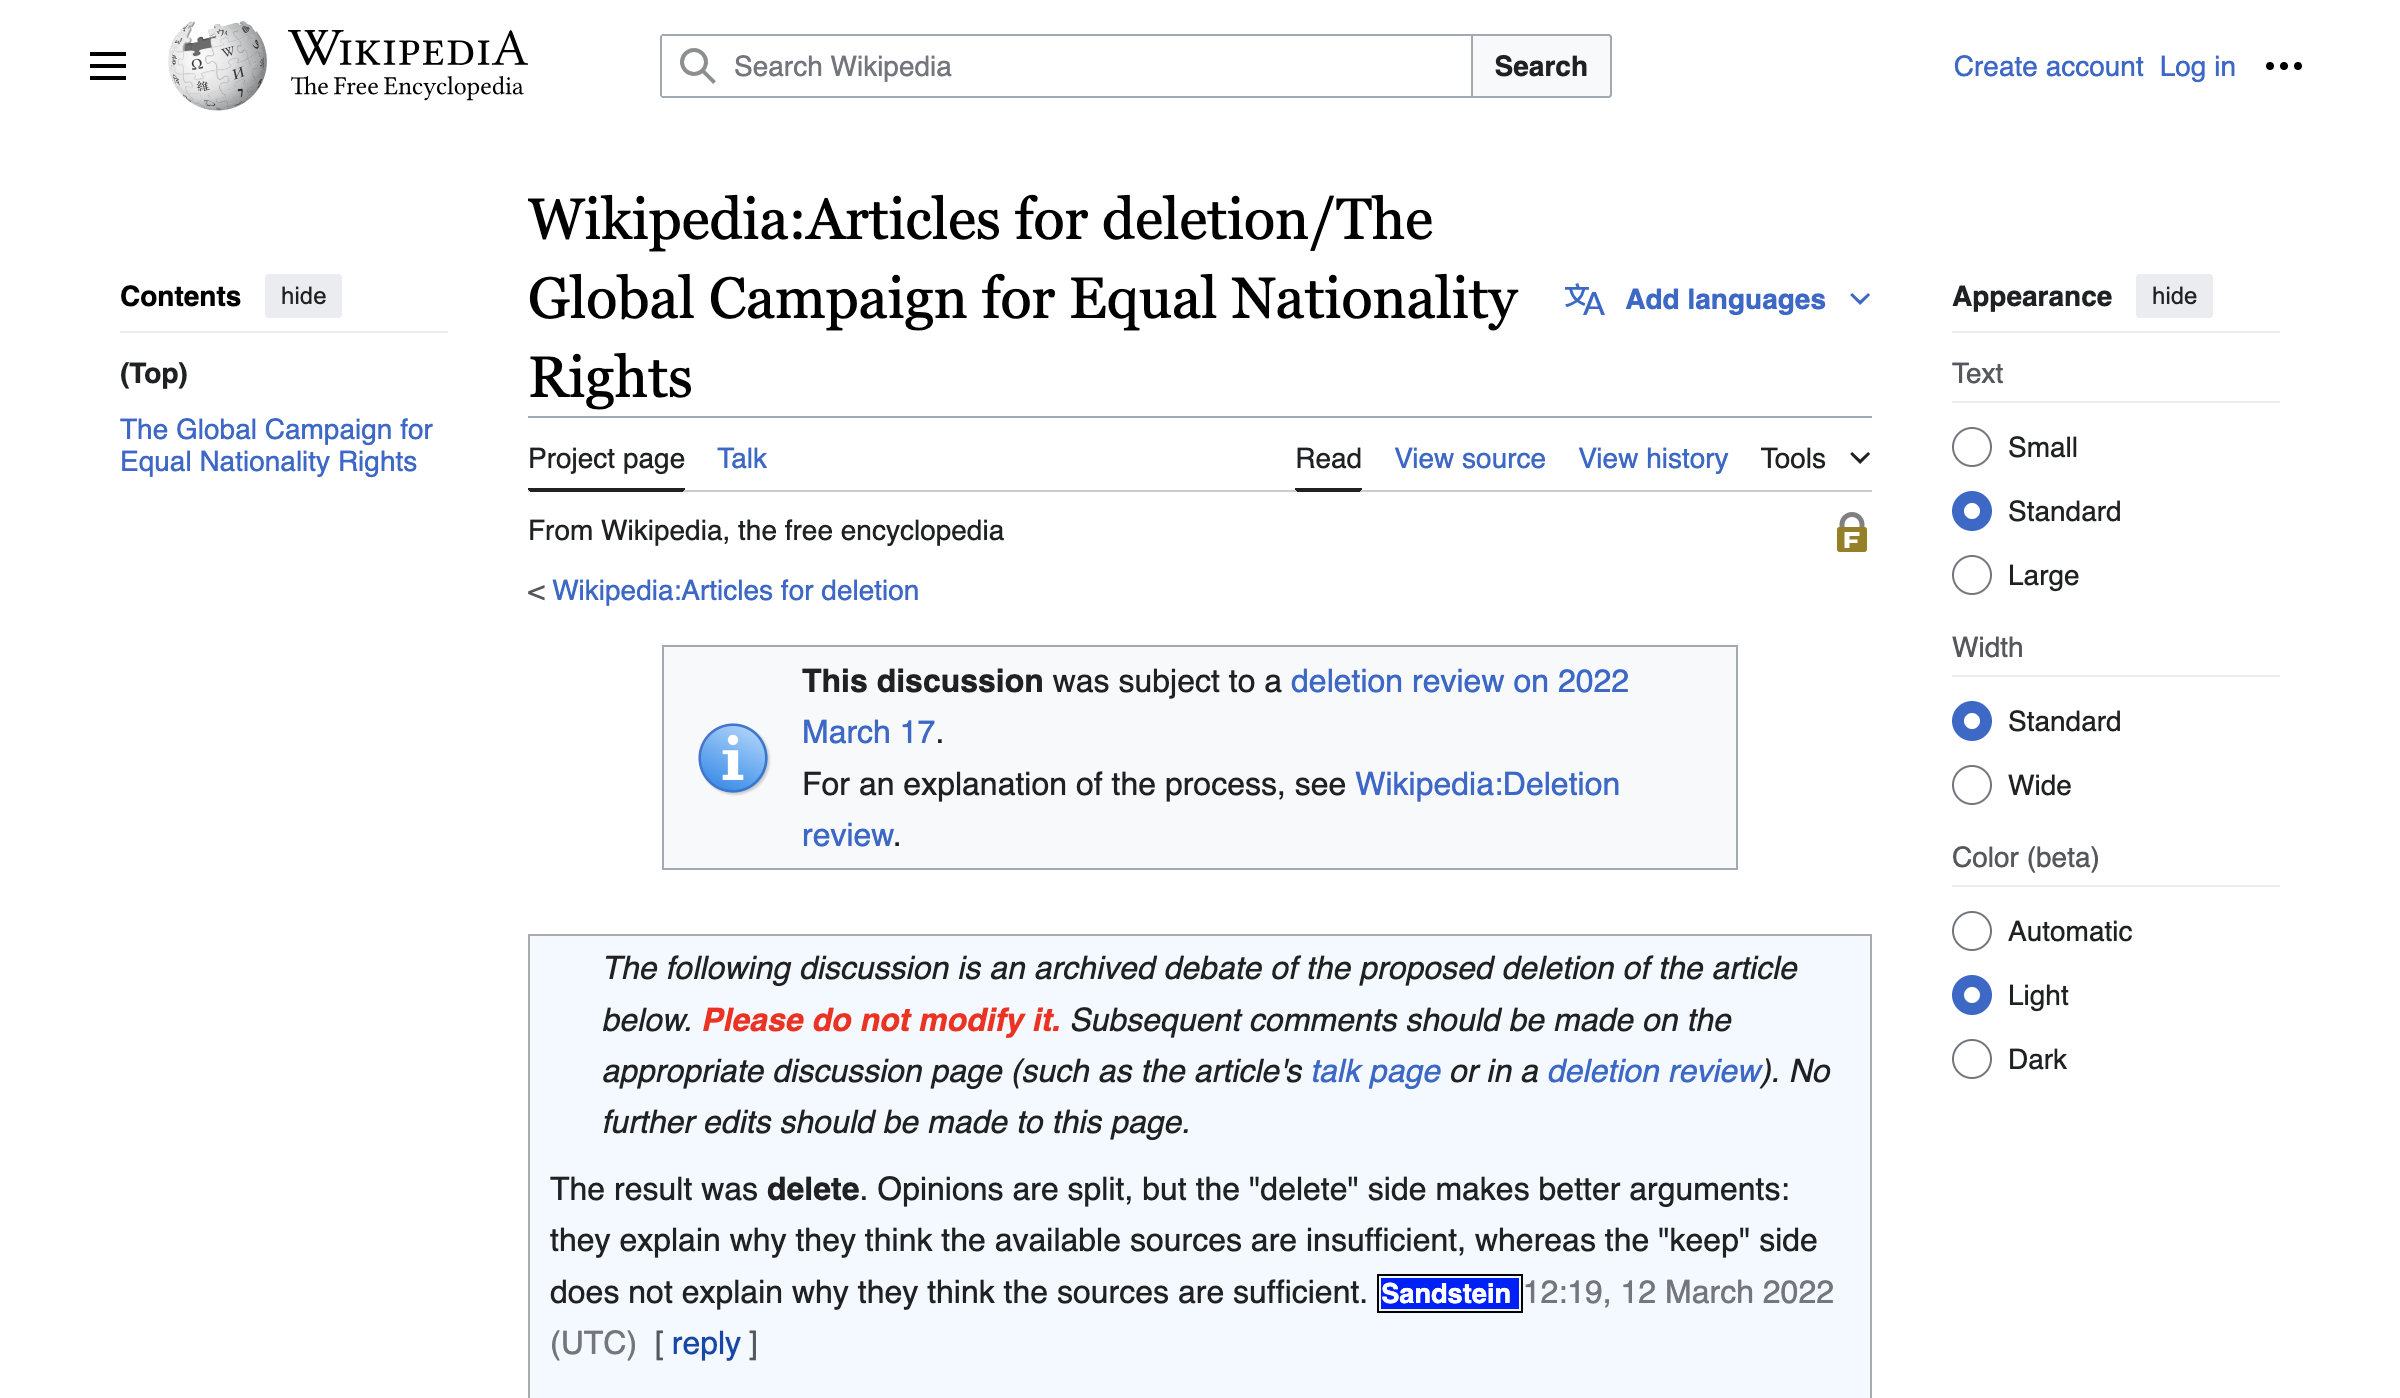 WIKIPEDIA
The Free Encyclopedia
Search Wikipedia
Search
Create account Log in
Contents hide
(Top)
The Global Campaign for
Equal Nationality Rights
Wikipedia:Articles for deletion/The
Global Campaign for Equal Nationality
Rights
Add languages
Project page Talk
Read View source View history Tools
From Wikipedia, the free encyclopedia
F
< Wikipedia:Articles for deletion
This discussion was subject to a deletion review on 2022
March 17.
For an explanation of the process, see Wikipedia:Deletion
review.
The following discussion is an archived debate of the proposed deletion of the article
below. Please do not modify it. Subsequent comments should be made on the
appropriate discussion page (such as the article's talk page or in a deletion review). No
further edits should be made to this page.
The result was delete. Opinions are split, but the "delete" side makes better arguments:
they explain why they think the available sources are insufficient, whereas the "keep" side
does not explain why they think the sources are sufficient. Sandstein 12:19, 12 March 2022
(UTC) [ reply ]
Appearance hide
Text
Small
Standard
Large
Width
Standard
Wide
Color (beta)
Automatic
Light
Dark